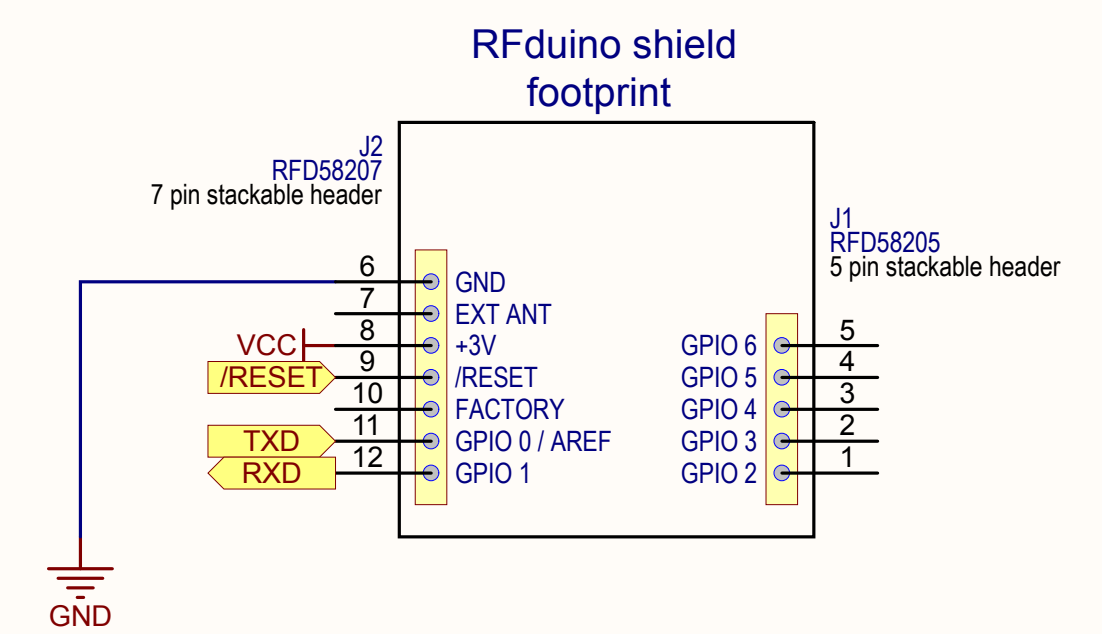 RFduino shield
footprint
J2
RFD58207
7 pin stackable header
J1
RFD58205
5 pin stackable header
6 GND
7 EXT ANT
VCC 8 +3V
/RESET 9 /RESET
10 FACTORY
TXD 11 GPIO 0 / AREF
RXD 12 GPIO 1
GPIO 6 5
GPIO 5 4
GPIO 4 3
GPIO 3 2
GPIO 2 1
GND